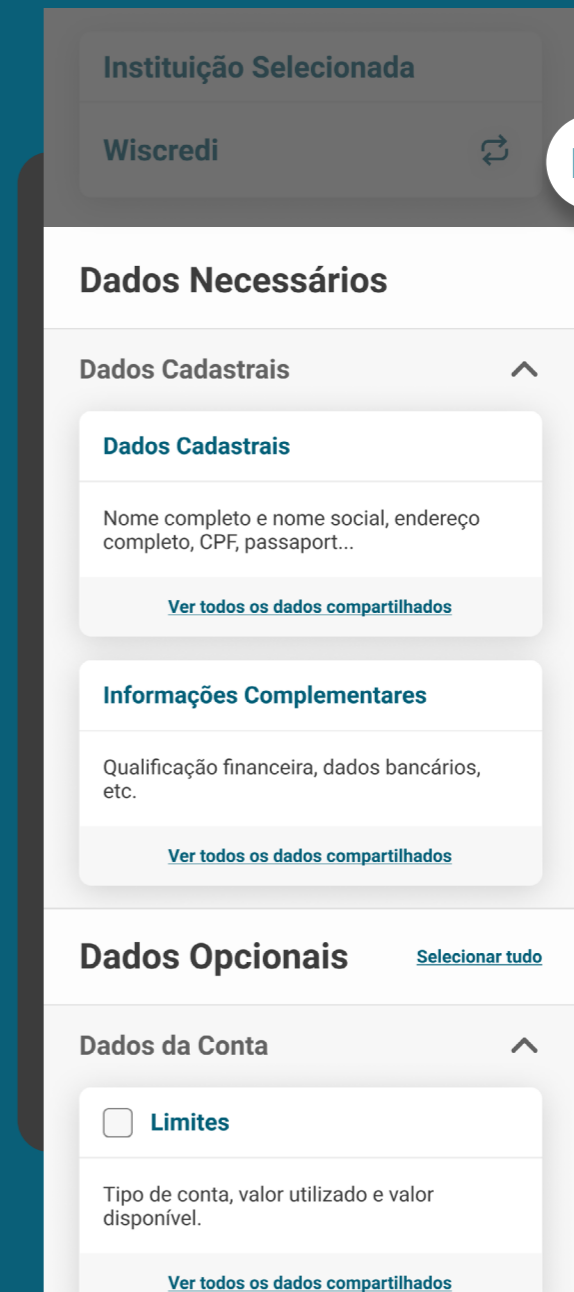 Instituição Selecionada
Wiscredi
Dados Necessários
Dados Cadastrais
Dados Cadastrais
Nome completo e nome social, endereço
completo, CPF, passaport...
Ver todos os dados compartilhados
Informações Complementares
Qualificação financeira, dados bancários,
etc.
Ver todos os dados compartilhados
Dados Opcionais
Selecionar tudo
Dados da Conta
Limites
Tipo de conta, valor utilizado e valor
disponível.
Ver todos os dados compartilhados